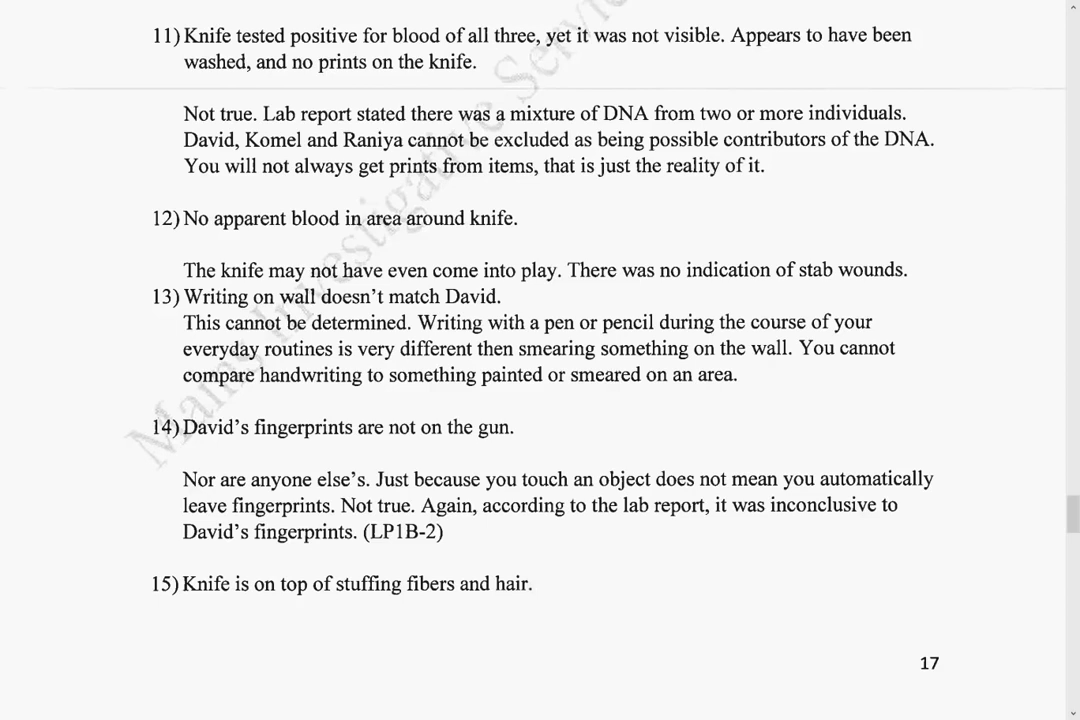 11) Knife tested positive for blood of all three, yet it was not visible. Appears to have been
washed, and no prints on the knife.
Not true. Lab report stated there was a mixture of DNA from two or more individuals.
David, Komel and Raniya cannot be excluded as being possible contributors of the DNA.
You will not always get prints from items, that is just the reality of it.
12) No apparent blood in area around knife.
The knife may not have even come into play. There was no indication of stab wounds.
13) Writing on wall doesn't match David.
This cannot be determined. Writing with a pen or pencil during the course of your
everyday routines is very different then smearing something on the wall. You cannot
compare handwriting to something painted or smeared on an area.
14) David's fingerprints are not on the gun.
Nor are anyone else's. Just because you touch an object does not mean you automatically
leave fingerprints. Not true. Again, according to the lab report, it was inconclusive to
David's fingerprints. (LP1B-2)
15) Knife is on top of stuffing fibers and hair.
17
Investigative